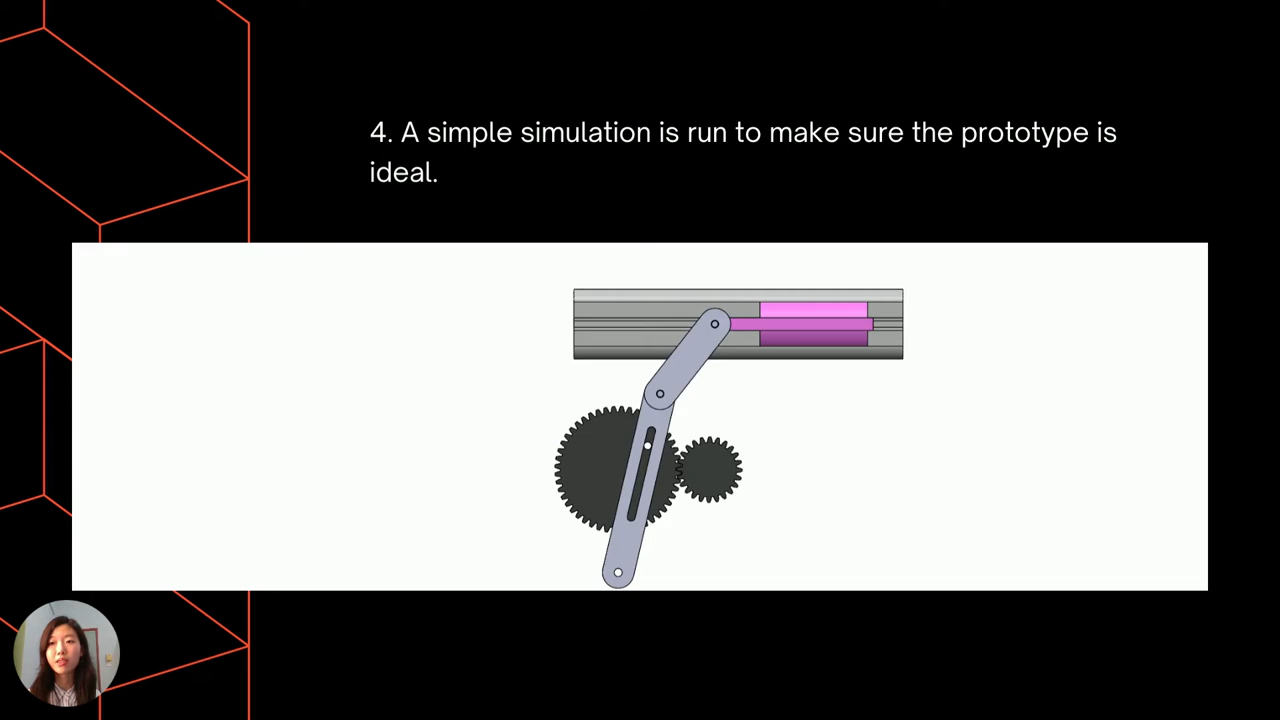 4. A simple simulation is run to make sure the prototype is
ideal.